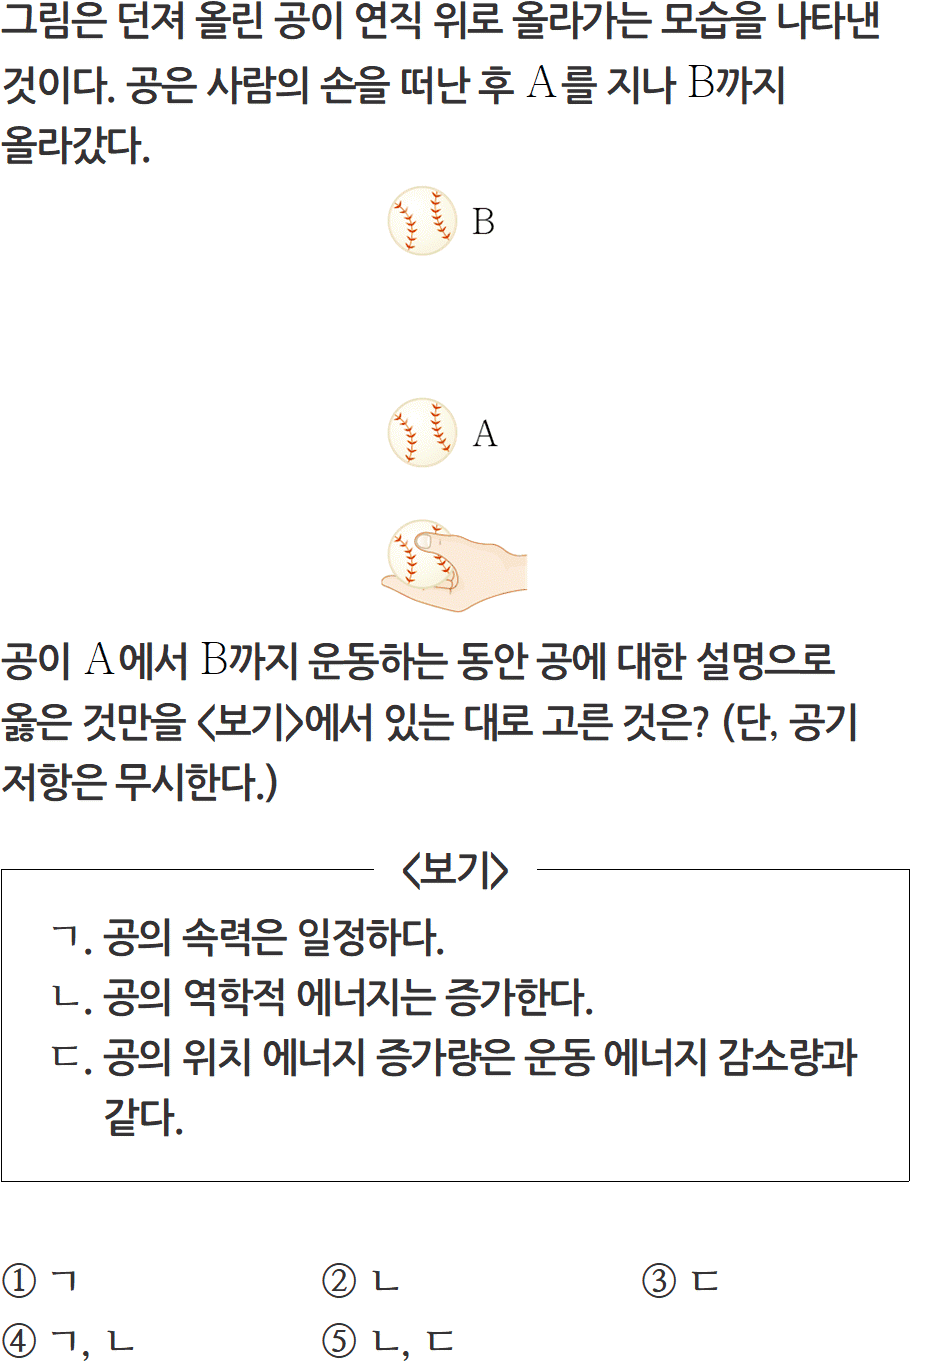 그림은 던져 올린 공이 연직 위로 올라가는 모습을 나타낸
것이다. 공은 사람의 손을 떠난 후 A를 지나 B까지
올라갔다.
B
A
공이 A에서 B까지 운동하는 동안 공에 대한 설명으로
옳은 것만을 <보기>에서 있는 대로 고른 것은? (단, 공기
저항은 무시한다.)
<보기>
ㄱ. 공의 속력은 일정하다.
ㄴ. 공의 역학적 에너지는 증가한다.
ㄷ. 공의 위치 에너지 증가량은 운동 에너지 감소량과
같다.
① ㄱ ② ㄴ ③ ㄷ
④ ㄱ, ㄴ ⑤ ㄴ, ㄷ